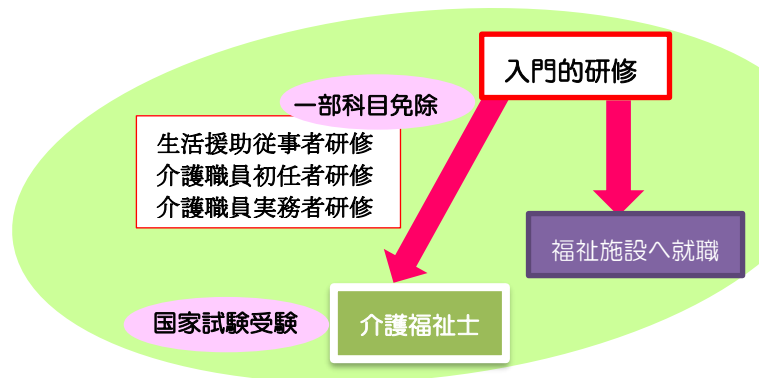 入門的研修
一部科目免除
生活援助従事者研修
介護職員初任者研修
介護職員実務者研修
福祉施設へ就職
国家試験受験
介護福祉士